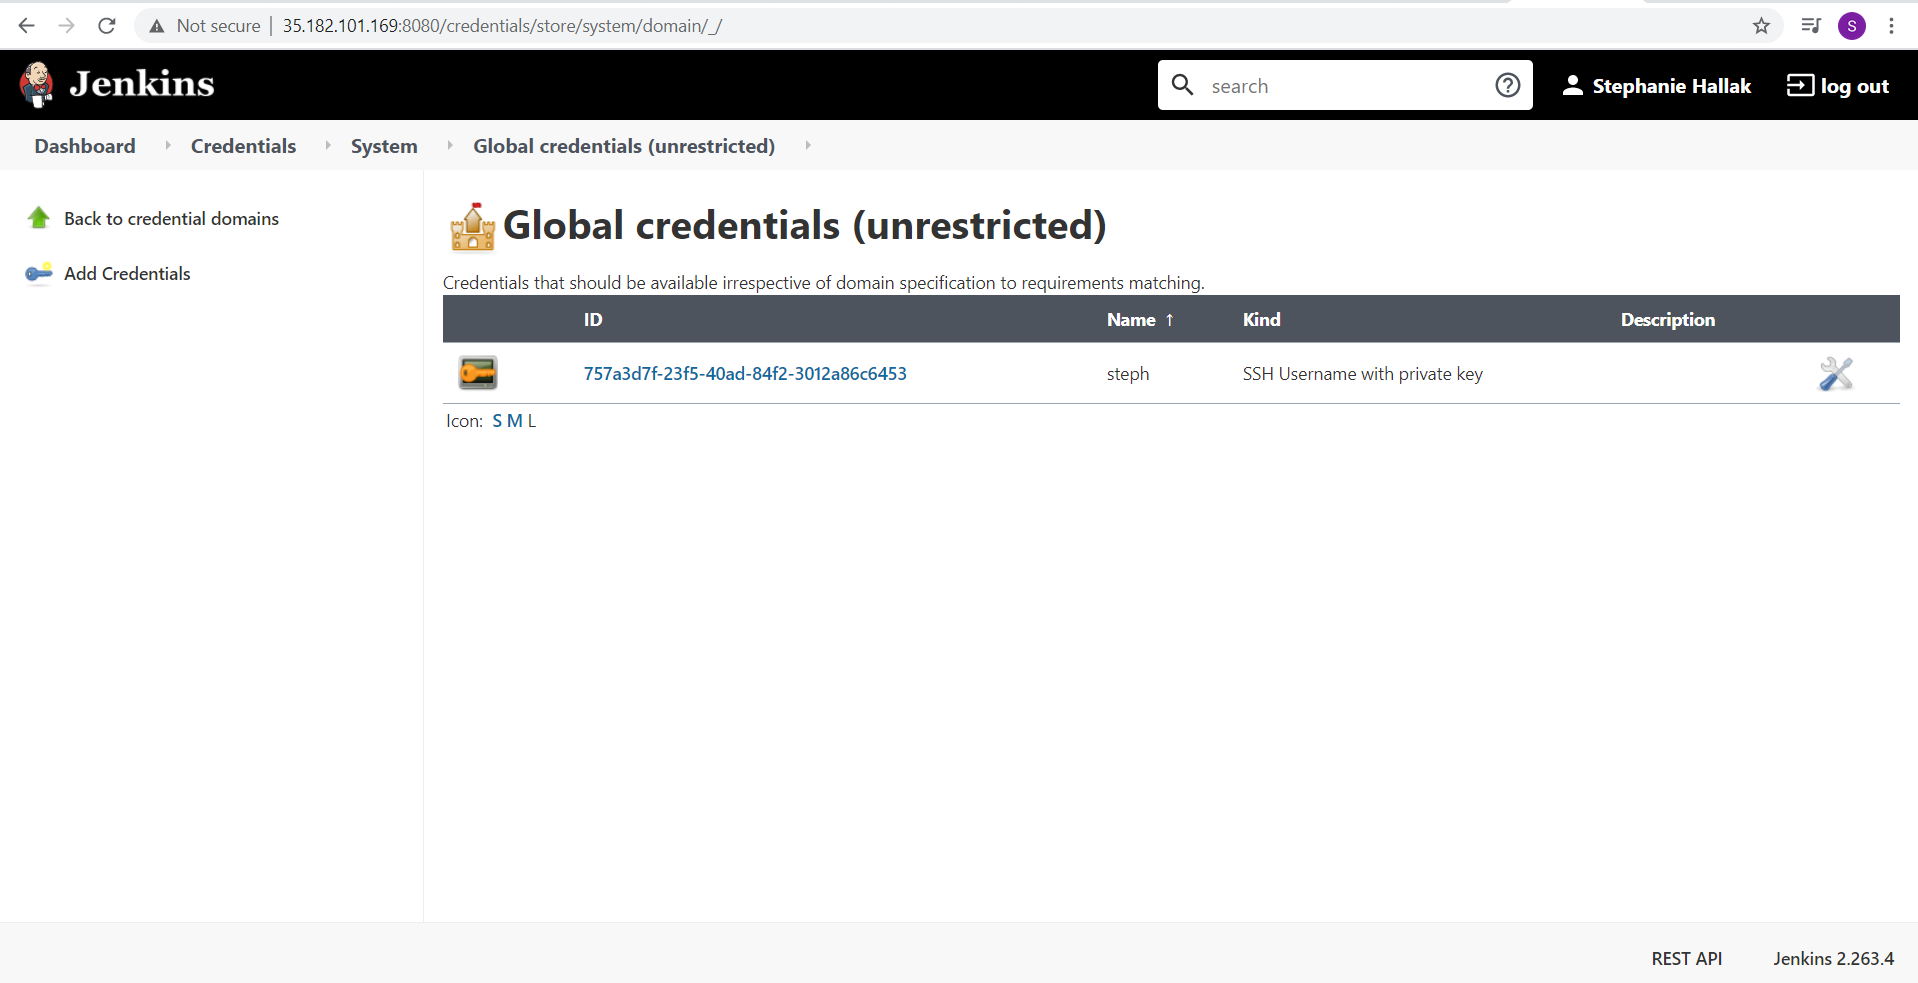 Not secure | 35.182.101.169:8080/credentials/store/system/domain/_/ S
Jenkins search Stephanie Hallak log out
Dashboard Credentials System Global credentials (unrestricted)
Back to credential domains
Add Credentials
Global credentials (unrestricted)
Credentials that should be available irrespective of domain specification to requirements matching.
ID Name ↑ Kind Description
757a3d7f-23f5-40ad-84f2-3012a86c6453 steph SSH Username with private key
Icon: S M L
REST API Jenkins 2.263.4